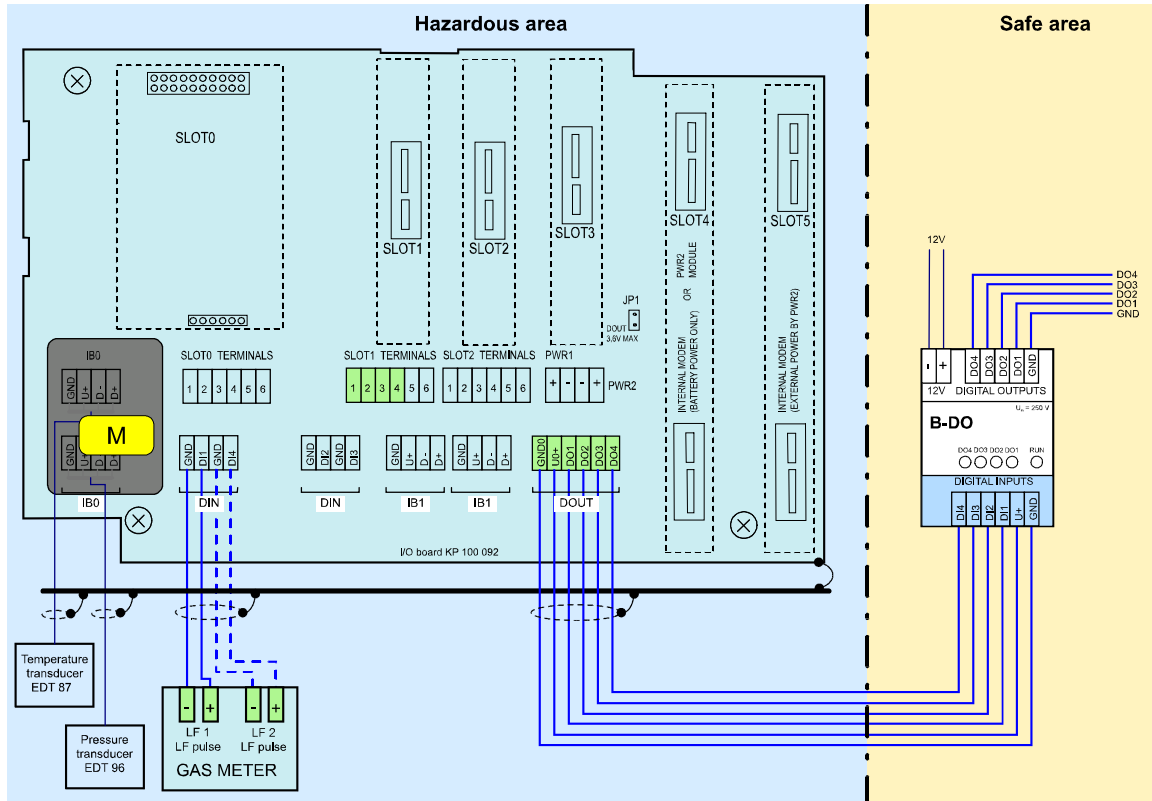 Hazardous area
Safe area
SLOT0
SLOT1
SLOT2
SLOT3
SLOT4
SLOT5
JP1
DOUT
3.6V MAX
INTERNAL MODEM
(BATTERY POWER ONLY)
OR
PWR2
MODULE
INTERNAL MODEM
(EXTERNAL POWER BY PWR2)
IB0
GND
U+
D-
D+
M
GND
U+
D
D
IB0
SLOT0 TERMINALS
1 2 3 4 5 6
SLOT1 TERMINALS
1 2 3 4 5 6
SLOT2 TERMINALS
1 2 3 4 5 6
PWR1
+ - - +
PWR2
GND
DI1
GND
DI4
DIN
GND
DI2
GND
DI3
DIN
GND
U+
D-
D+
IB1
GND
U+
D-
D+
IB1
GND0
U0+
DO1
DO2
DO3
DO4
DOUT
I/O board KP 100 092
Temperature
transducer
EDT 87
Pressure
transducer
EDT 96
- + - +
LF 1
LF pulse
LF 2
LF pulse
GAS METER
12V
DO4
DO3
DO2
DO1
GND
- +
12V
DO4
DO3
DO2
DO1
GND
DIGITAL OUTPUTS
= 250 V
B-DO
DO4 DO3 DO2 DO1 RUN
DIGITAL INPUTS
DI4
DI3
DI2
DI1
U+
GND